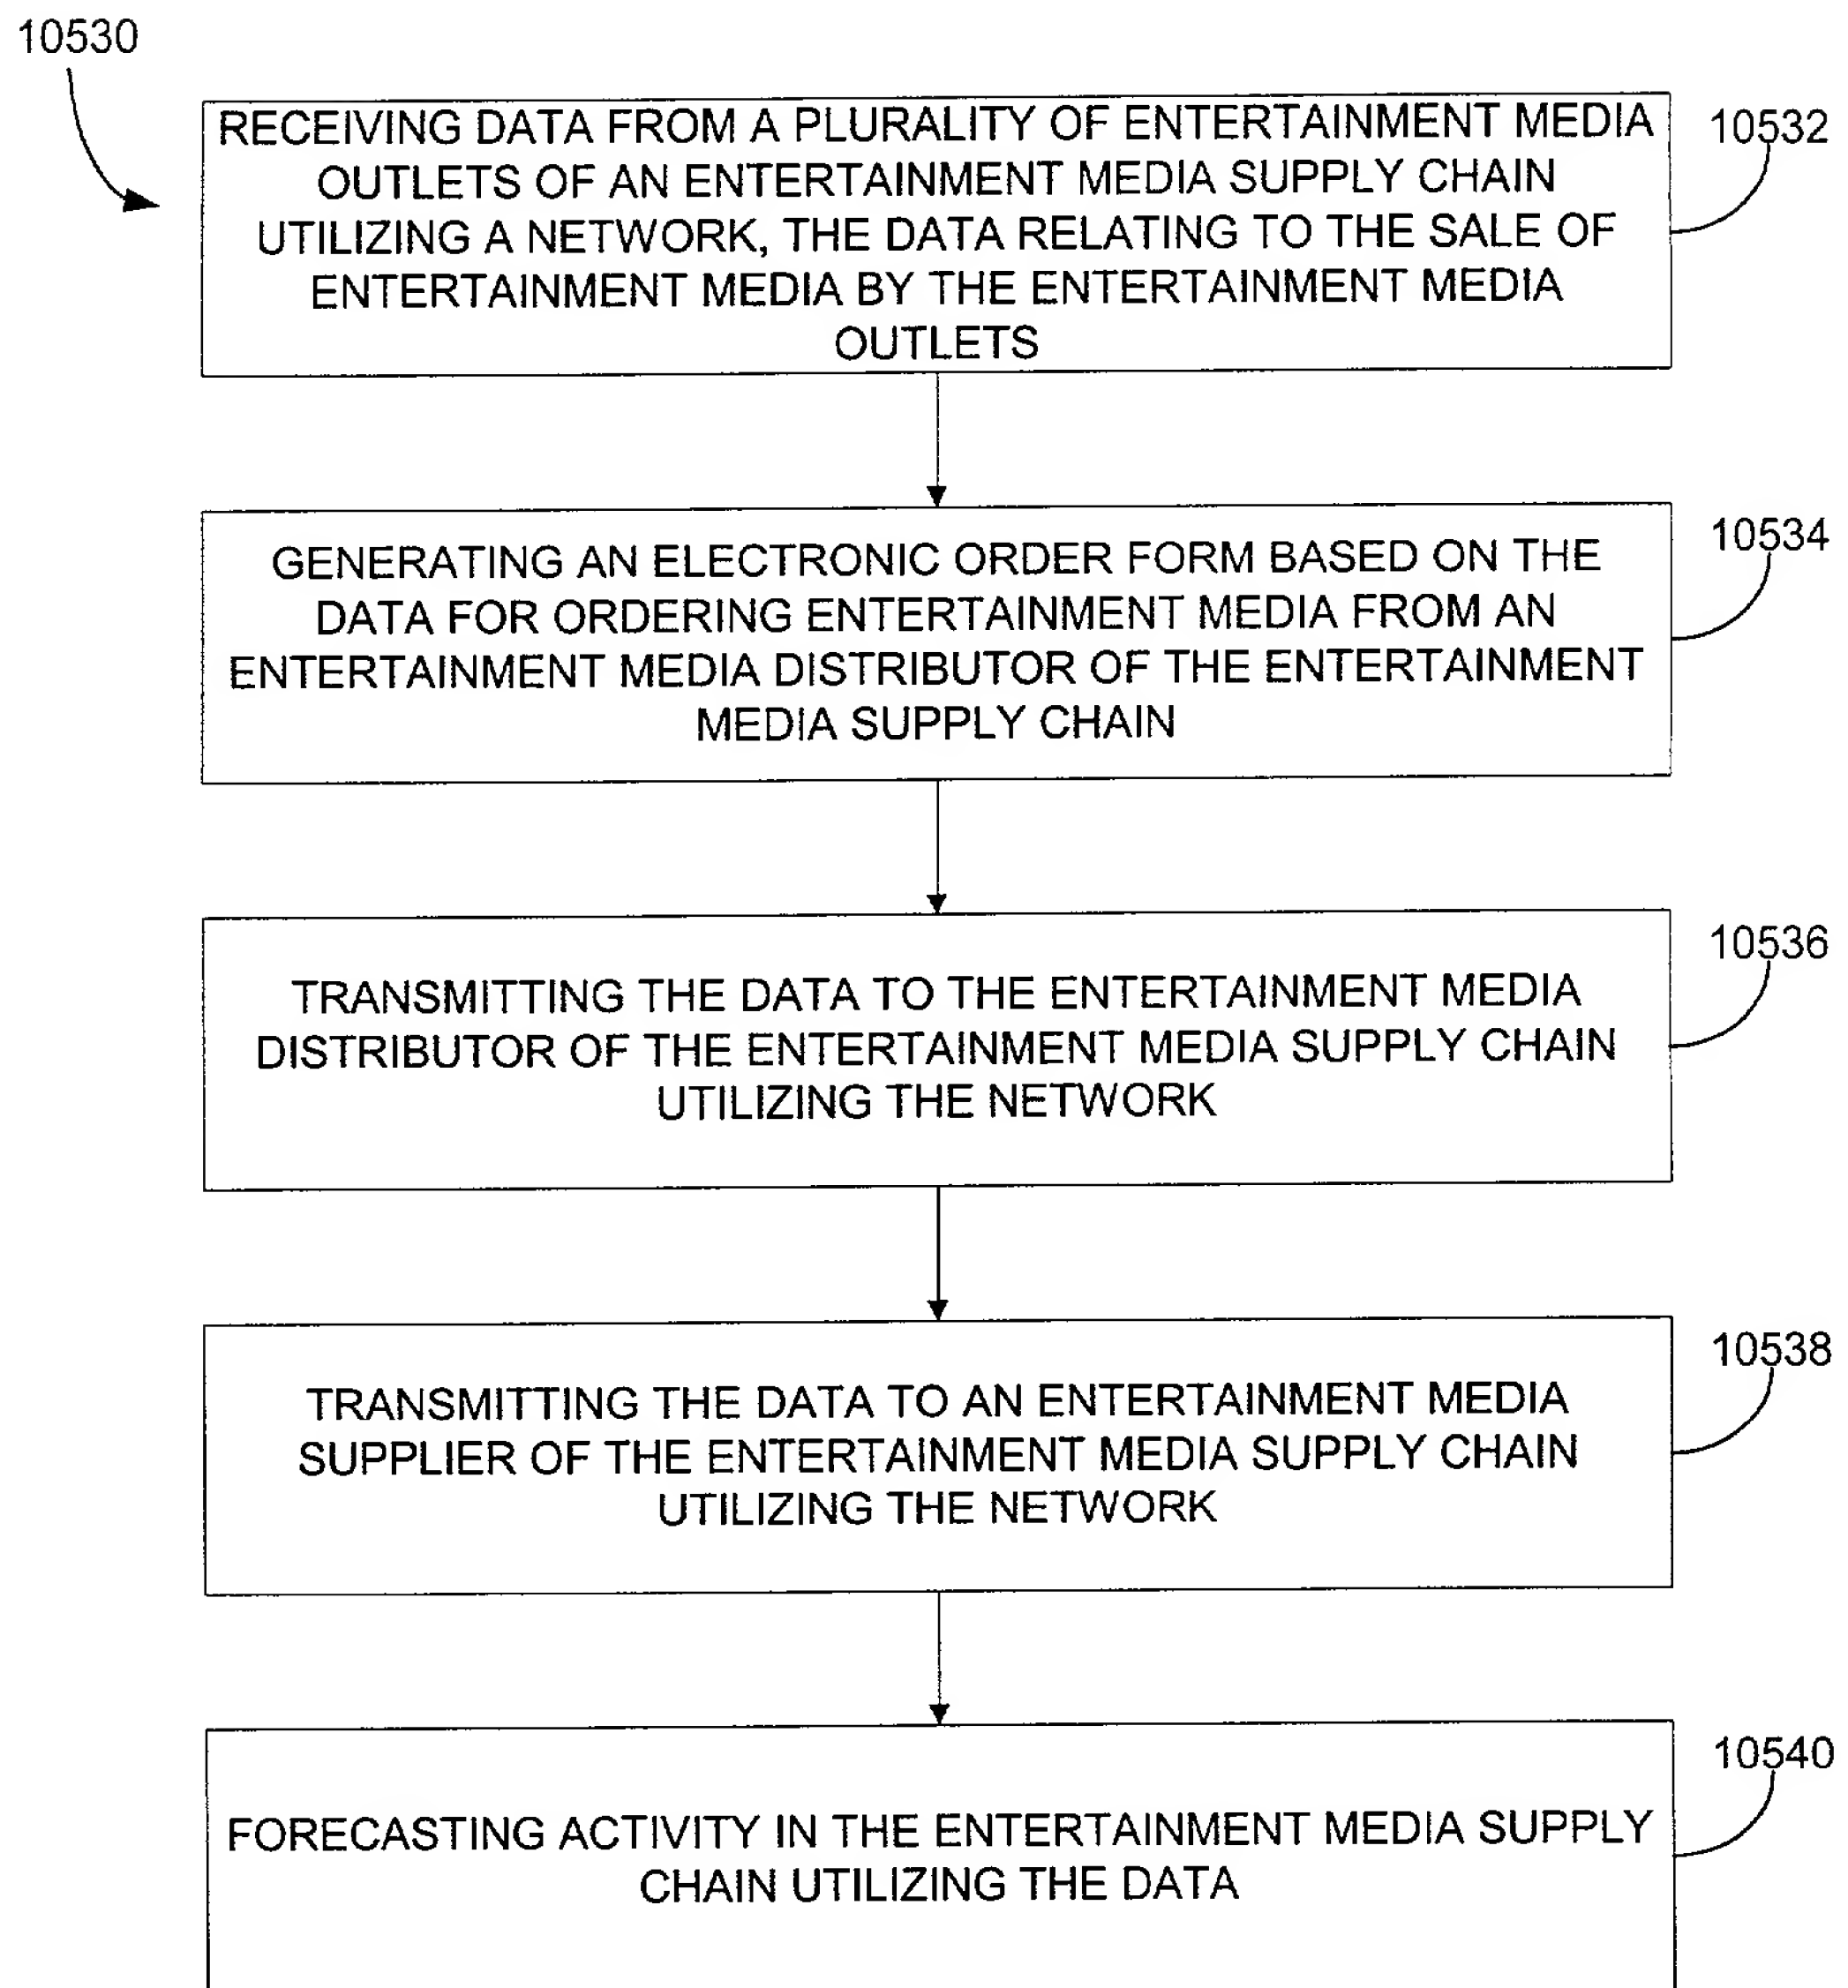 10530
RECEIVING DATA FROM A PLURALITY OF ENTERTAINMENT MEDIA
OUTLETS OF AN ENTERTAINMENT MEDIA SUPPLY CHAIN
UTILIZING A NETWORK, THE DATA RELATING TO THE SALE OF
ENTERTAINMENT MEDIA BY THE ENTERTAINMENT MEDIA
OUTLETS
10532
GENERATING AN ELECTRONIC ORDER FORM BASED ON THE
DATA FOR ORDERING ENTERTAINMENT MEDIA FROM AN
ENTERTAINMENT MEDIA DISTRIBUTOR OF THE ENTERTAINMENT
MEDIA SUPPLY CHAIN
10534
TRANSMITTING THE DATA TO THE ENTERTAINMENT MEDIA
DISTRIBUTOR OF THE ENTERTAINMENT MEDIA SUPPLY CHAIN
UTILIZING THE NETWORK
10536
TRANSMITTING THE DATA TO AN ENTERTAINMENT MEDIA
SUPPLIER OF THE ENTERTAINMENT MEDIA SUPPLY CHAIN
UTILIZING THE NETWORK
10538
FORECASTING ACTIVITY IN THE ENTERTAINMENT MEDIA SUPPLY
CHAIN UTILIZING THE DATA
10540